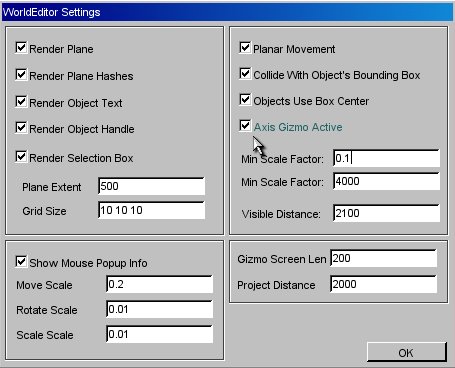 WorldEditor Settings
Render Plane
Render Plane Hashes
Render Object Text
Render Object Handle
Render Selection Box
Plane Extent 500
Grid Size 10 10 10
Planar Movement
Collide With Object's Bounding Box
Objects Use Box Center
Axis Gizmo Active
Min Scale Factor: 0.1
Min Scale Factor: 4000
Visible Distance: 2100
Show Mouse Popup Info
Move Scale 0.2
Rotate Scale 0.01
Scale Scale 0.01
Gizmo Screen Len 200
Project Distance 2000
OK